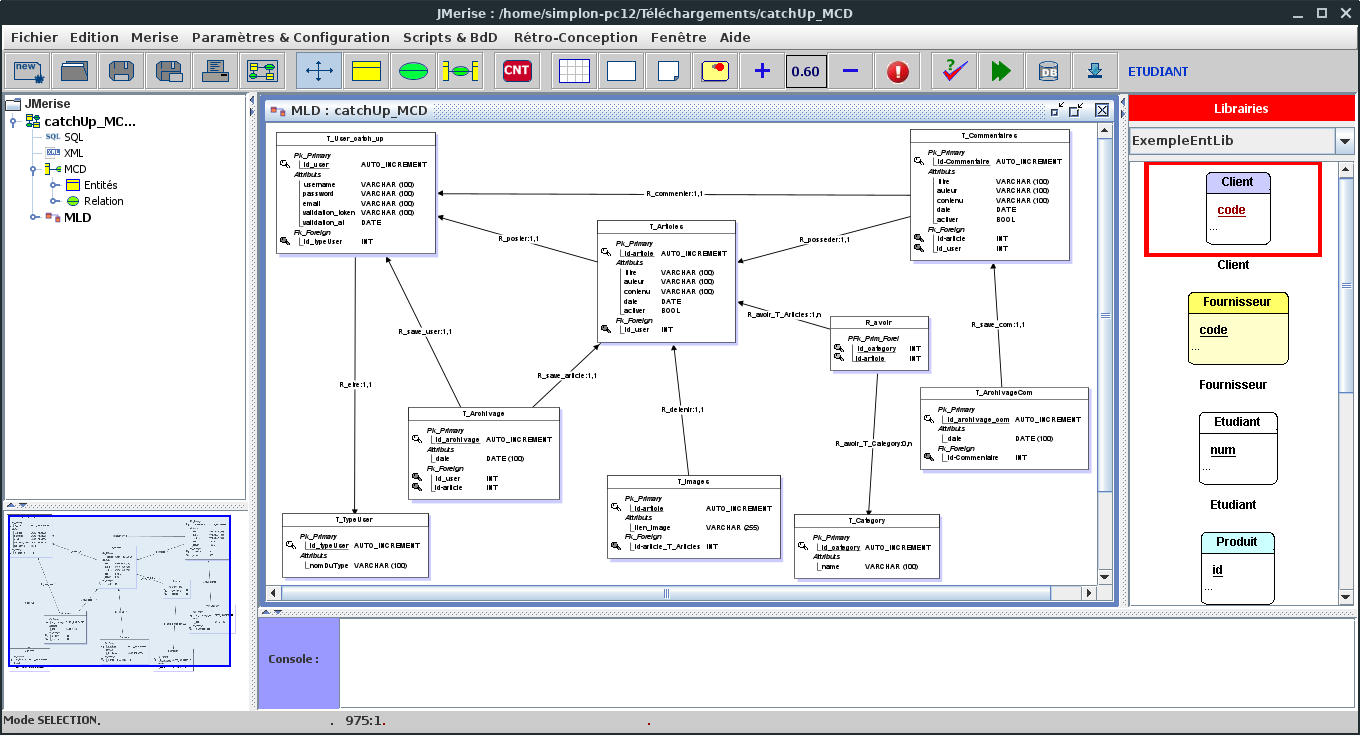 JMerise : /home/simplon-pc12/Téléchargements/catchUp_MCD
Fichier Edition Merise Paramètres & Configuration Scripts & BdD Rétro-Conception Fenêtre Aide
new CNT 0.60 DB ETUDIANT
JMerise
catchUp_MC...
SQL SQL
XML XML
MCD
Entités
Relation
MLD
MLD : catchUp_MCD
T_User_catch_up
Pk_Primary
Id_user AUTO_INCREMENT
Attributs
username VARCHAR (100)
password VARCHAR (100)
email VARCHAR (100)
validation_token VARCHAR (100)
validation_at DATE
Fk_Foreign
Id_typeUser INT
T_Commentaires
Pk_Primary
Id-Commentaire AUTO_INCREMENT
Attributs
titre VARCHAR (100)
auteur VARCHAR (100)
contenu VARCHAR (100)
date DATE
activer BOOL
Fk_Foreign
Id-article INT
Id_user INT
R_commenter:1,1
R_poster:1,1
R_posseder:1,1
T_Articles
Pk_Primary
Id-article AUTO_INCREMENT
Attributs
titre VARCHAR (100)
auteur VARCHAR (100)
contenu VARCHAR (100)
date DATE
activer BOOL
Fk_Foreign
Id_user INT
R_avoir_T_Articles:1,n
R_avoir
PFk_Prim_Forei
Id_category INT
Id-article INT
R_save_user:1,1
R_save_com:1,1
R_etre:1,1
R_save_article:1,1
R_detenir:1,1
R_avoir_T_Category:0,n
T_Archivage
Pk_Primary
Id_archivage AUTO_INCREMENT
Attributs
date DATE (100)
Fk_Foreign
Id_user INT
Id-article INT
T_ArchivageCom
Pk_Primary
Id_archivage_com AUTO_INCREMENT
Attributs
date DATE (100)
Fk_Foreign
Id-Commentaire INT
T_Images
Pk_Primary
Id-article AUTO_INCREMENT
Attributs
lien_image VARCHAR (255)
Fk_Foreign
Id-article_T_Articles INT
T_TypeUser
Pk_Primary
Id_typeUser AUTO_INCREMENT
Attributs
nomDuType VARCHAR (100)
T_Category
Pk_Primary
Id_category AUTO_INCREMENT
Attributs
name VARCHAR (100)
Librairies
ExempleEntLib
Client
code
...
Client
Fournisseur
code
...
Fournisseur
Etudiant
num
...
Etudiant
Produit
id
...
Console :
Mode SELECTION. . 975:1. .